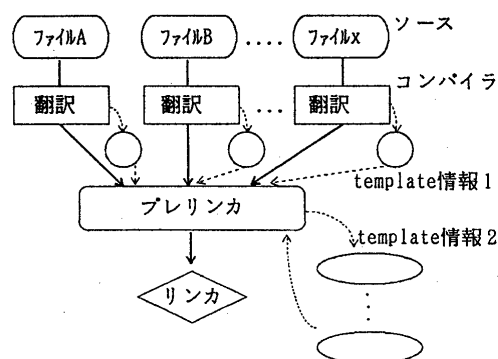 ファイルA ファイルB .... ファイルx ソース
コンパイラ
翻訳 翻訳 ... 翻訳
template情報1
プレリンカ
template情報2
リンカ